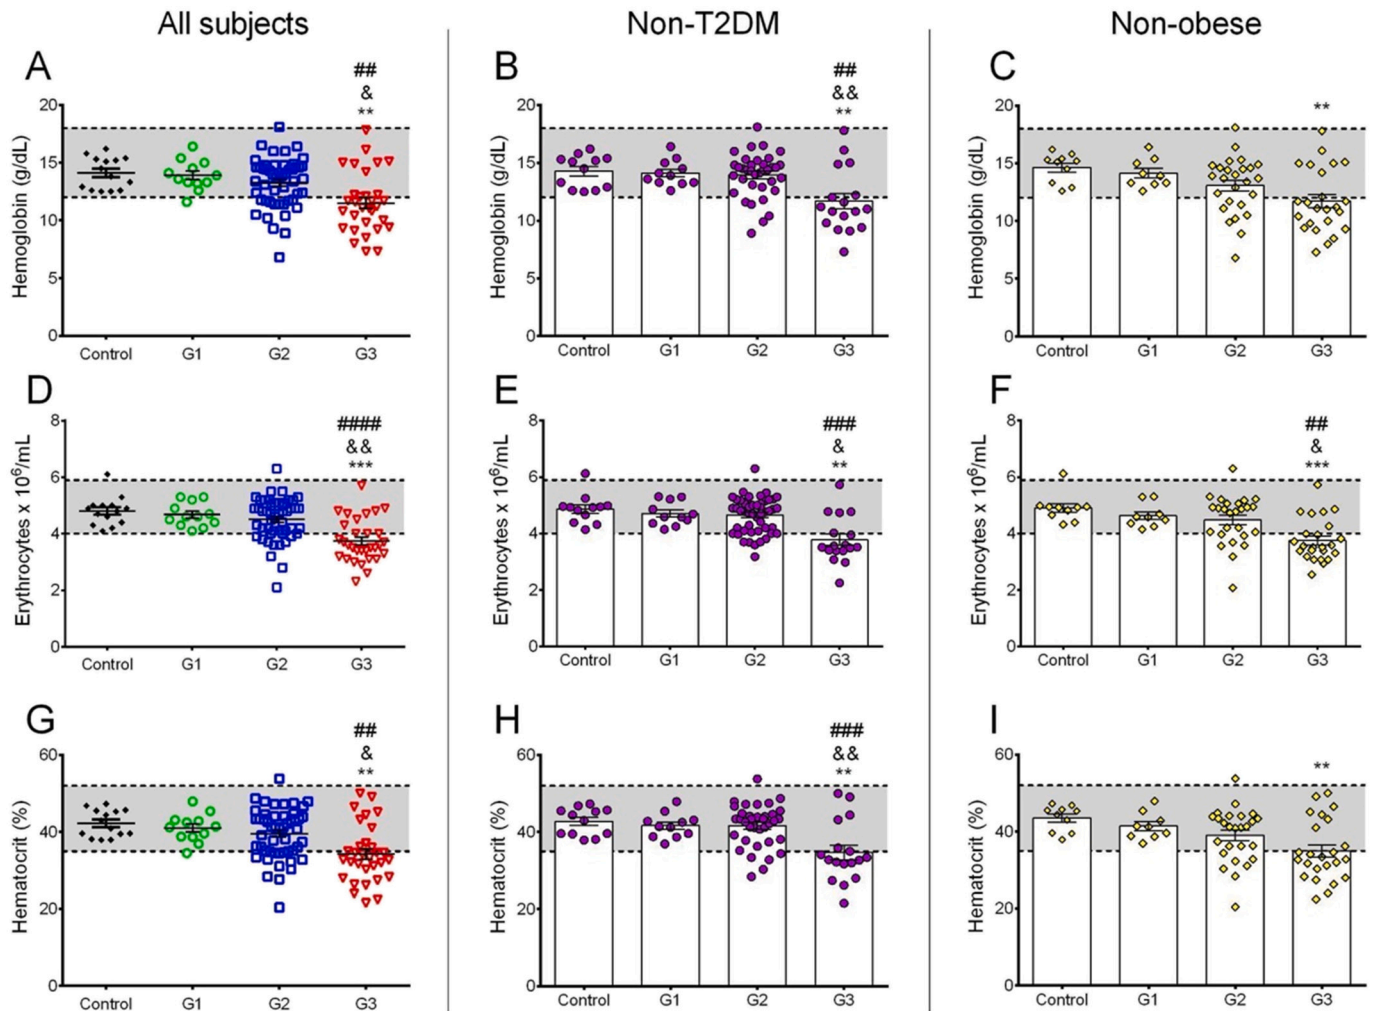 All subjects
Non-T2DM
Non-obese
A
##
&
**
20
15
10
5
0
Hemoglobin (g/dL)
Control G1 G2 G3
B
##
&&
**
20
15
10
5
0
Hemoglobin (g/dL)
Control G1 G2 G3
C
**
20
15
10
5
0
Hemoglobin (g/dL)
Control G1 G2 G3
D
####
&&
***
8
6
4
2
0
Erythrocytes x 10⁶/mL
Control G1 G2 G3
E
###
&
**
8
6
4
2
0
Erythrocytes x 10⁶/mL
Control G1 G2 G3
F
##
&
***
8
6
4
2
0
Erythrocytes x 10⁶/mL
Control G1 G2 G3
G
##
&
**
60
40
20
0
Hematocrit (%)
Control G1 G2 G3
H
###
&&
**
60
40
20
0
Hematocrit (%)
Control G1 G2 G3
I
**
60
40
20
0
Hematocrit (%)
Control G1 G2 G3